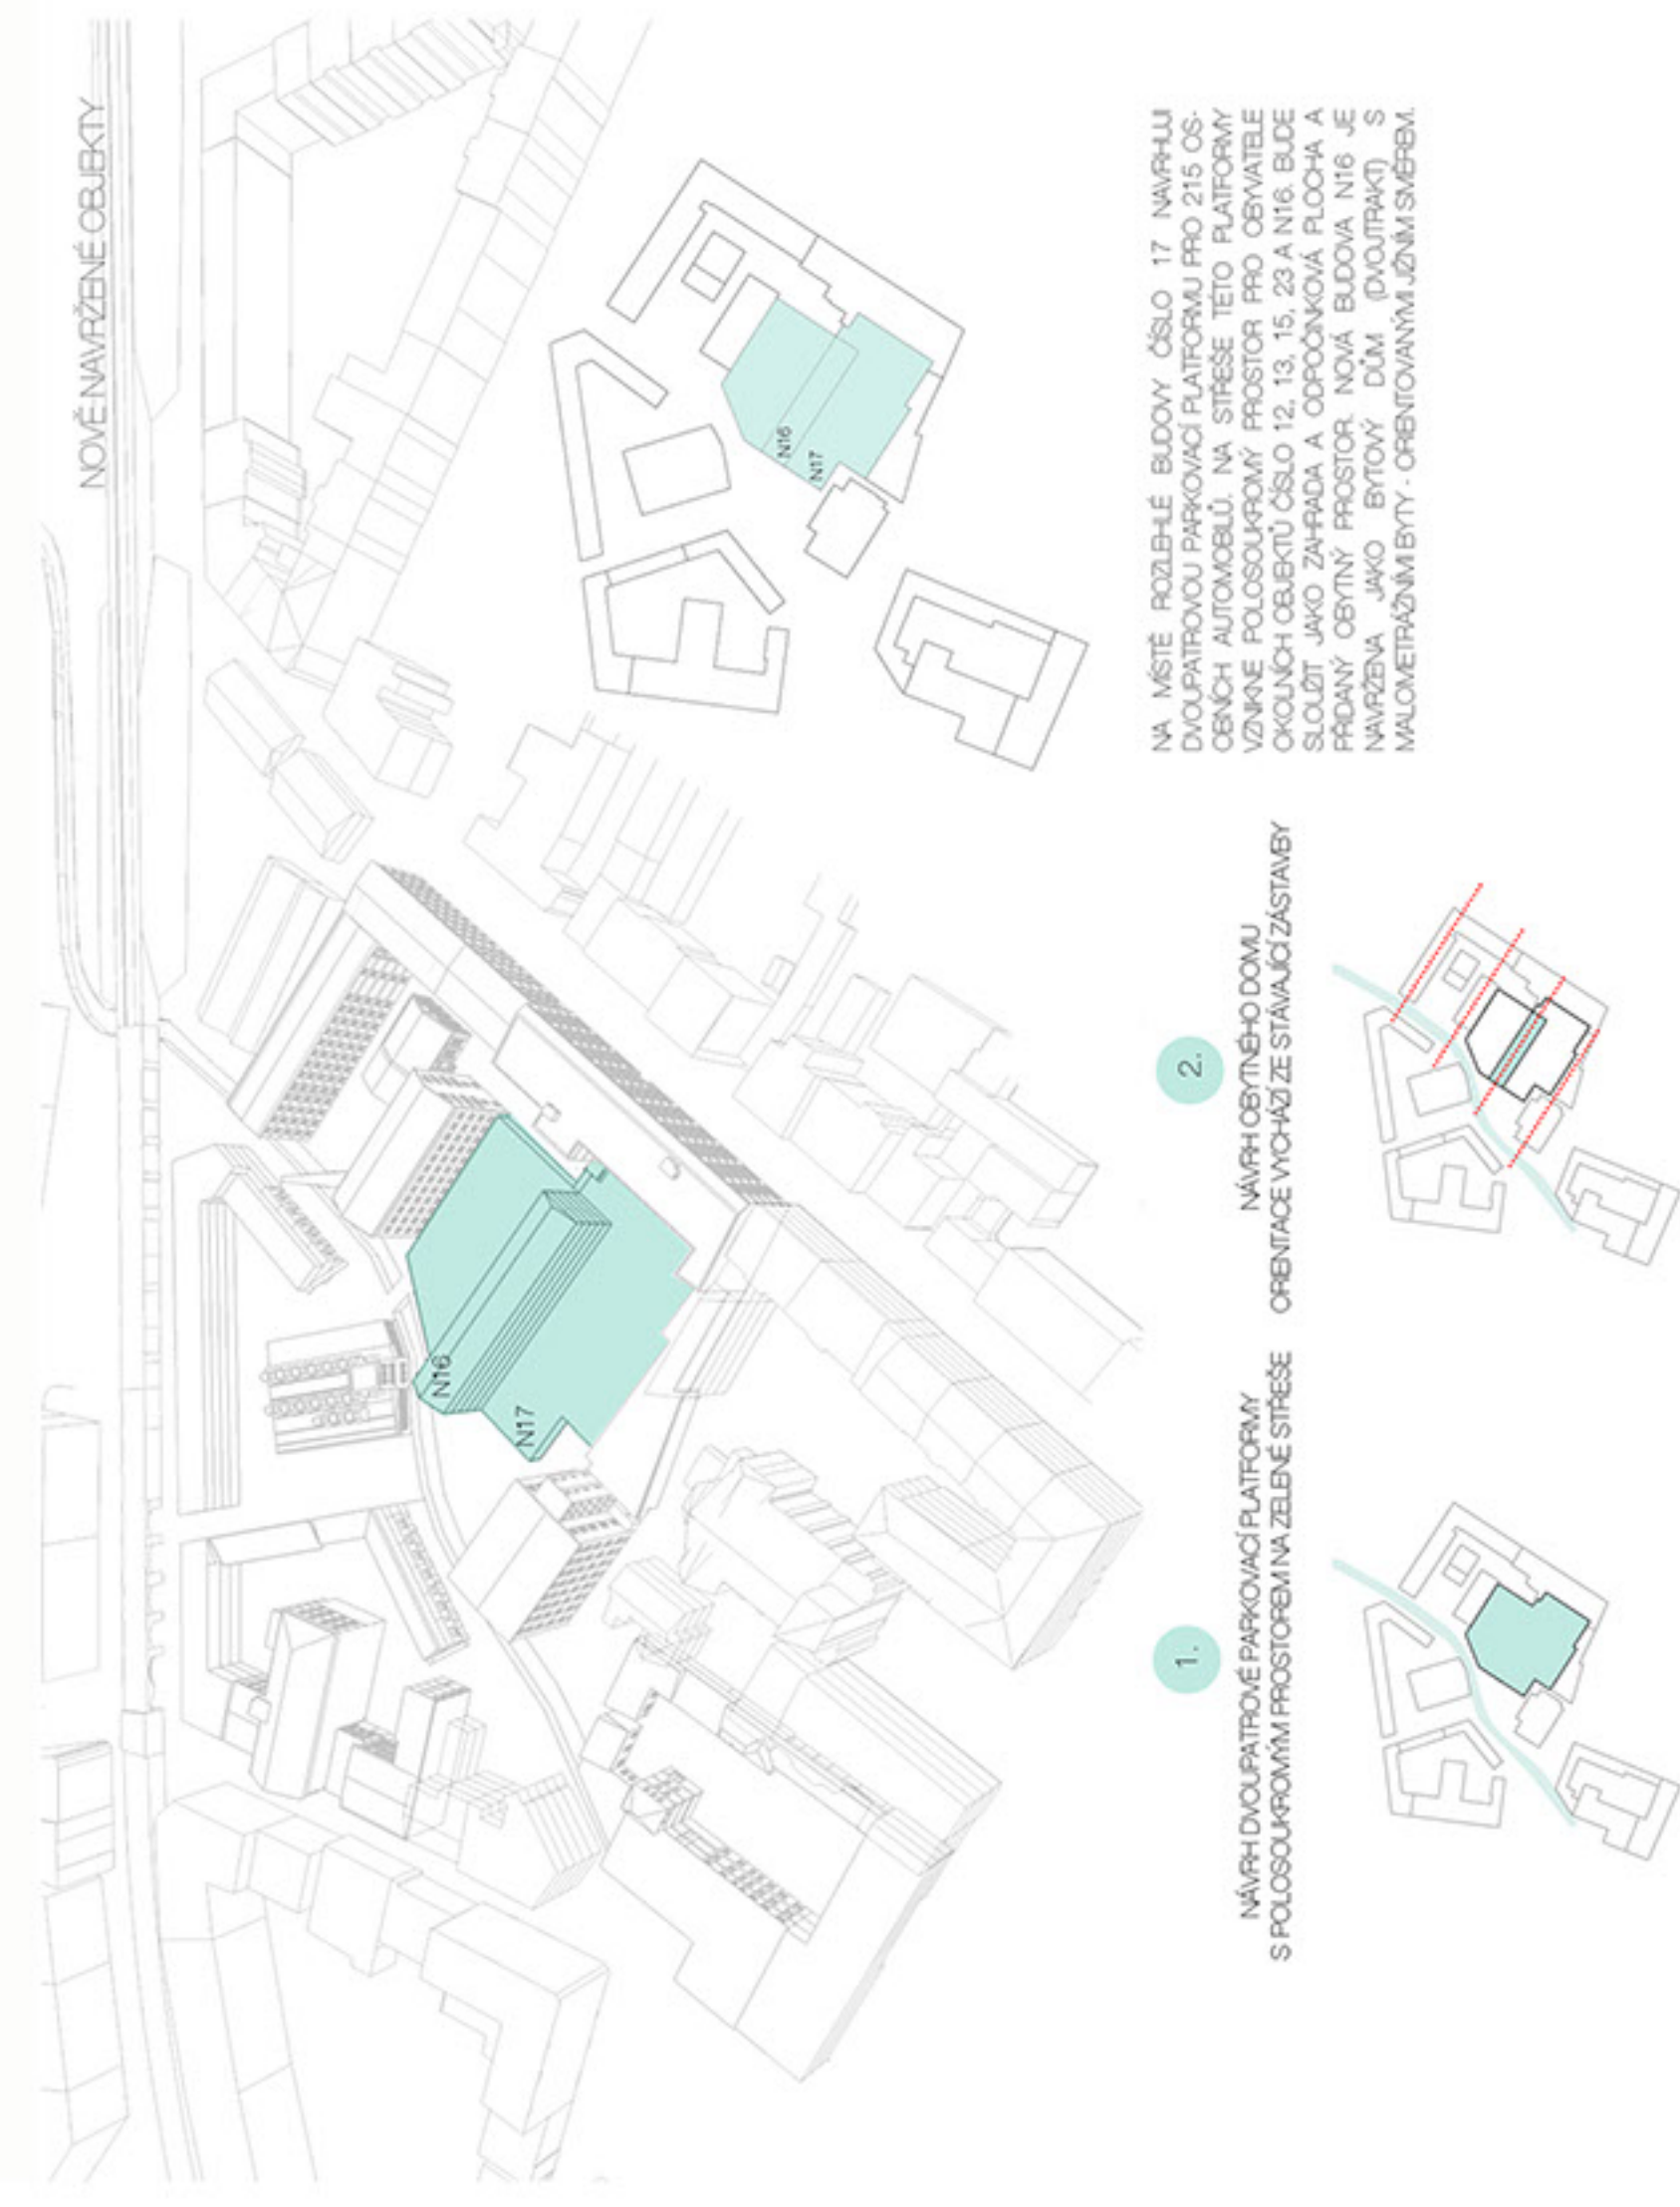 NOVĚ NAVRŽENÉ OBJEKTY
N16
N17
N16
N17
1.
NÁVRH DVOUPATROVÉ PARKOVACÍ PLATFORMY
S POLOSOUKROMÝM PROSTOREM NA ZELENÉ STŘEŠE
2.
NÁVRH OBYTNÉHO DOMU
ORIENTACE VYCHÁZÍ ZE STÁVAJÍCÍ ZÁSTAVBY
NA MÍSTĚ ROZLEHLÉ BUDOVY ČÍSLO 17 NAVRHUJI
DVOUPATROVOU PARKOVACÍ PLATFORMU PRO 215 OS-
OBNÍCH AUTOMOBILŮ. NA STŘEŠE TÉTO PLATFORMY
VZNIKNE POLOSOUKROMÝ PROSTOR PRO OBYVATELE
OKOLNÍCH OBJEKTŮ ČÍSLO 12, 13, 15, 23 A N16. BUDE
SLOUŽIT JAKO ZAHRADA A ODPOČINKOVÁ PLOCHA A
PŘIDANÝ OBYTNÝ PROSTOR. NOVÁ BUDOVA N16 JE
NAVRŽENA JAKO BYTOVÝ DŮM (DVOJTRAKT) S
MALOMETRÁŽNÍMI BYTY - ORIENTOVANÝMI JIŽNÍM SMĚREM.